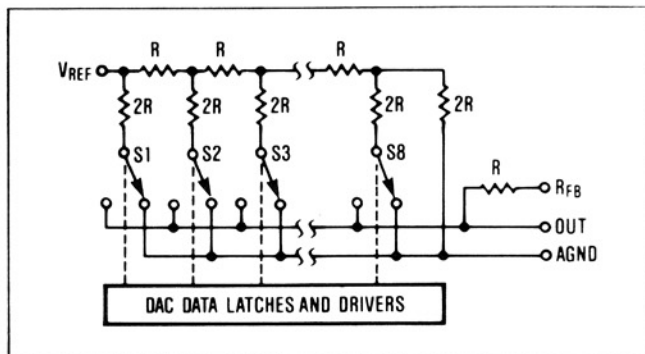 R R R
VREF
2R 2R 2R 2R 2R
S1 S2 S3 S8
R RFB
OUT
AGND
DAC DATA LATCHES AND DRIVERS